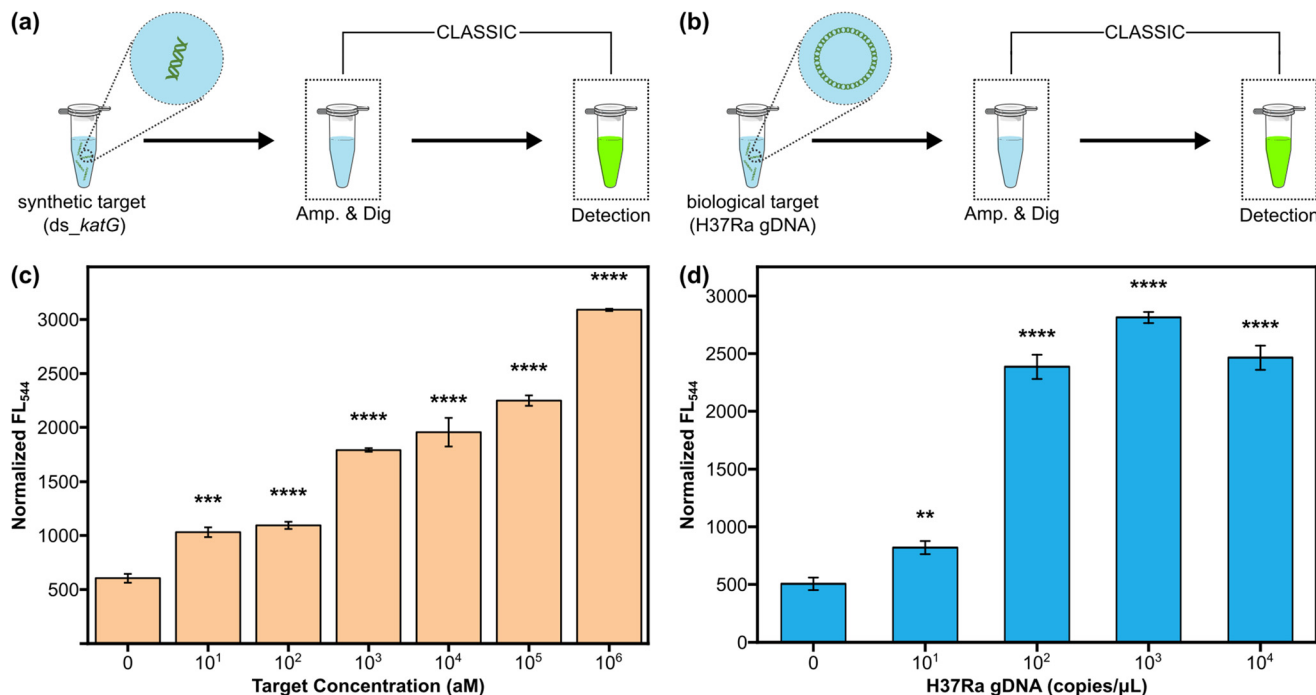 (a)
CLASSIC
synthetic target
(ds_katG)
Amp. & Dig
Detection
(b)
CLASSIC
biological target
(H37Ra gDNA)
Amp. & Dig
Detection
(c)
Normalized FL544
3000
2500
2000
1500
1000
500
***
****
****
****
****
****
0
10¹
10²
10³
10⁴
10⁵
10⁶
Target Concentration (aM)
(d)
Normalized FL544
3000
2500
2000
1500
1000
500
0
**
****
****
****
0
10¹
10²
10³
10⁴
H37Ra gDNA (copies/µL)